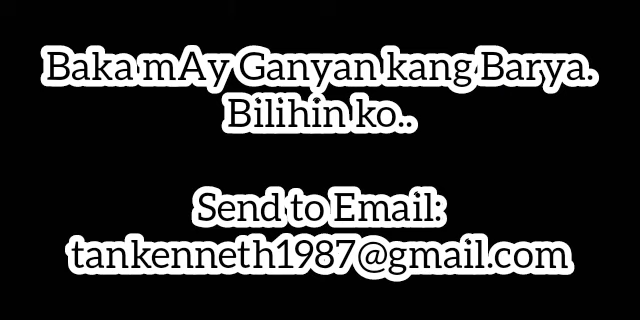 Baka mAy Ganyan kang Barya.
Bilihin ko..
Send to Email:
tankenneth1987@gmail.com